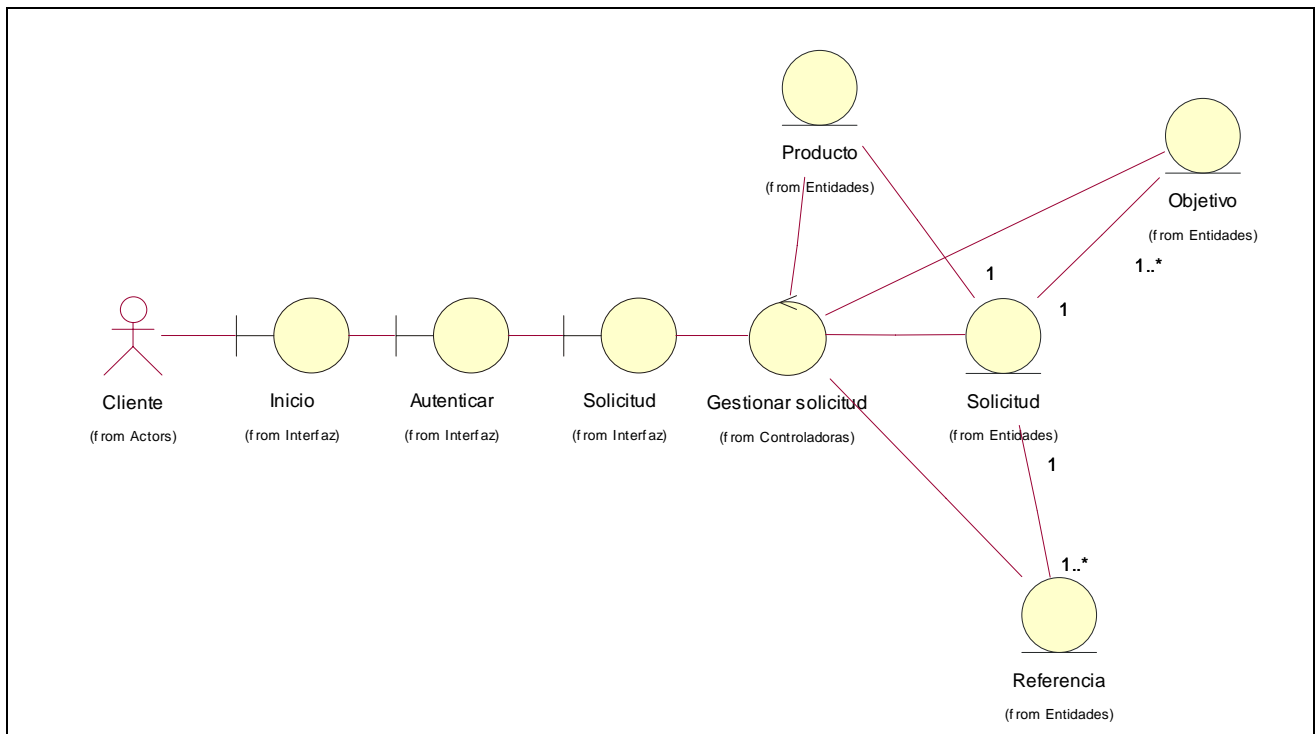 Producto
(from Entidades)
Objetivo
(from Entidades)
1..*
1
1
Cliente
(from Actors)
Inicio
(from Interfaz)
Autenticar
(from Interfaz)
Solicitud
(from Interfaz)
Gestionar solicitud
(from Controladoras)
Solicitud
(from Entidades)
1
1..*
Referencia
(from Entidades)